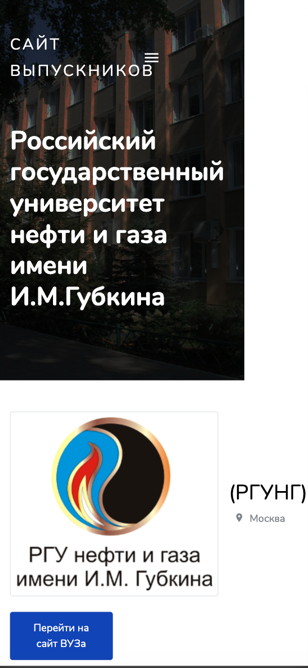 САЙТ
ВЫПУСКНИКОВ
Российский
государственный
университет
нефти и газа
имени
И.М.Губкина
РГУ нефти и газа
имени И.М. Губкина
(РГУНГ)
Москва
Перейти на
сайт ВУЗа